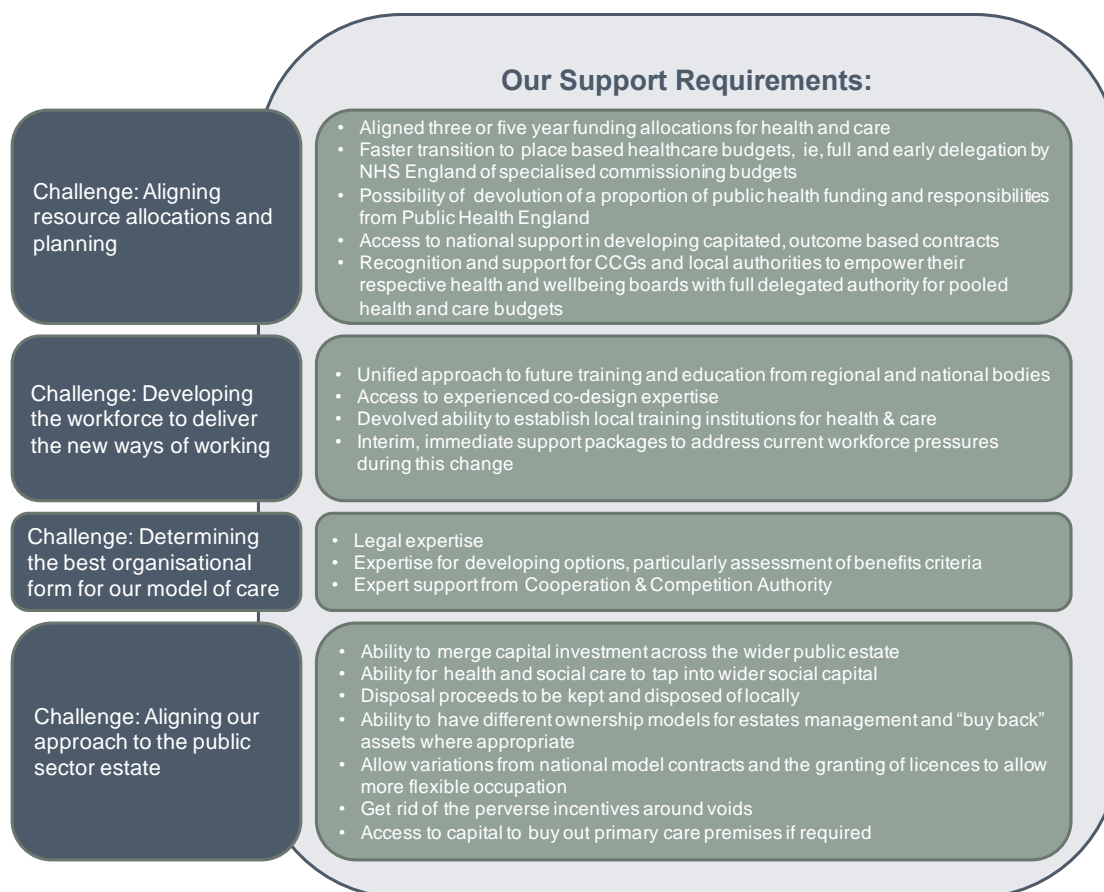 Our Support Requirements:
Challenge: Aligning
resource allocations and
planning
• Aligned three or five year funding allocations for health and care
• Faster transition to place based healthcare budgets, ie, full and early delegation by
NHS England of specialised commissioning budgets
• Possibility of devolution of a proportion of public health funding and responsibilities
from Public Health England
• Access to national support in developing capitated, outcome based contracts
• Recognition and support for CCGs and local authorities to empower their
respective health and wellbeing boards with full delegated authority for pooled
health and care budgets
Challenge: Developing
the workforce to deliver
the new ways of working
• Unified approach to future training and education from regional and national bodies
• Access to experienced co-design expertise
• Devolved ability to establish local training institutions for health & care
• Interim, immediate support packages to address current workforce pressures
during this change
Challenge: Determining
the best organisational
form for our model of care
• Legal expertise
• Expertise for developing options, particularly assessment of benefits criteria
• Expert support from Cooperation & Competition Authority
Challenge: Aligning our
approach to the public
sector estate
• Ability to merge capital investment across the wider public estate
• Ability for health and social care to tap into wider social capital
• Disposal proceeds to be kept and disposed of locally
• Ability to have different ownership models for estates management and “buy back”
assets where appropriate
• Allow variations from national model contracts and the granting of licences to allow
more flexible occupation
• Get rid of the perverse incentives around voids
• Access to capital to buy out primary care premises if required